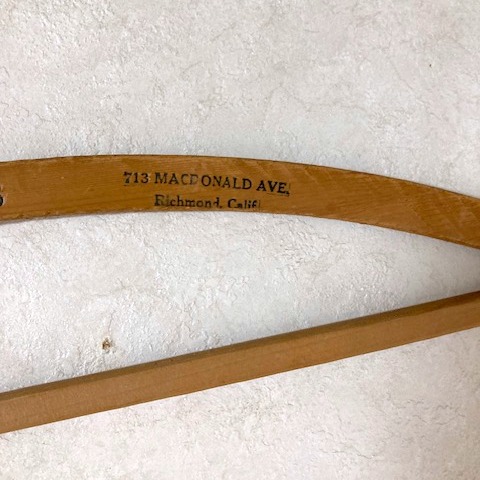 713 MACDONALD AVE,
Richmond, Calif.